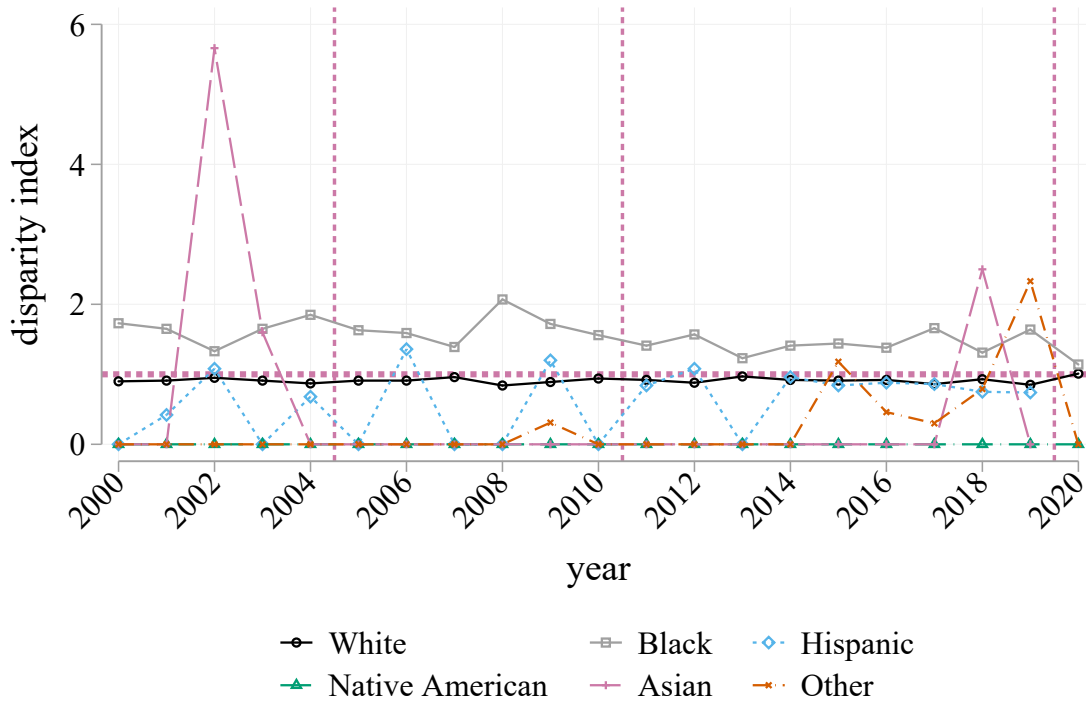 disparity index
6
4
2
0
2000 2002 2004 2006 2008 2010 2012 2014 2016 2018 2020
year
White Black Hispanic
Native American Asian Other